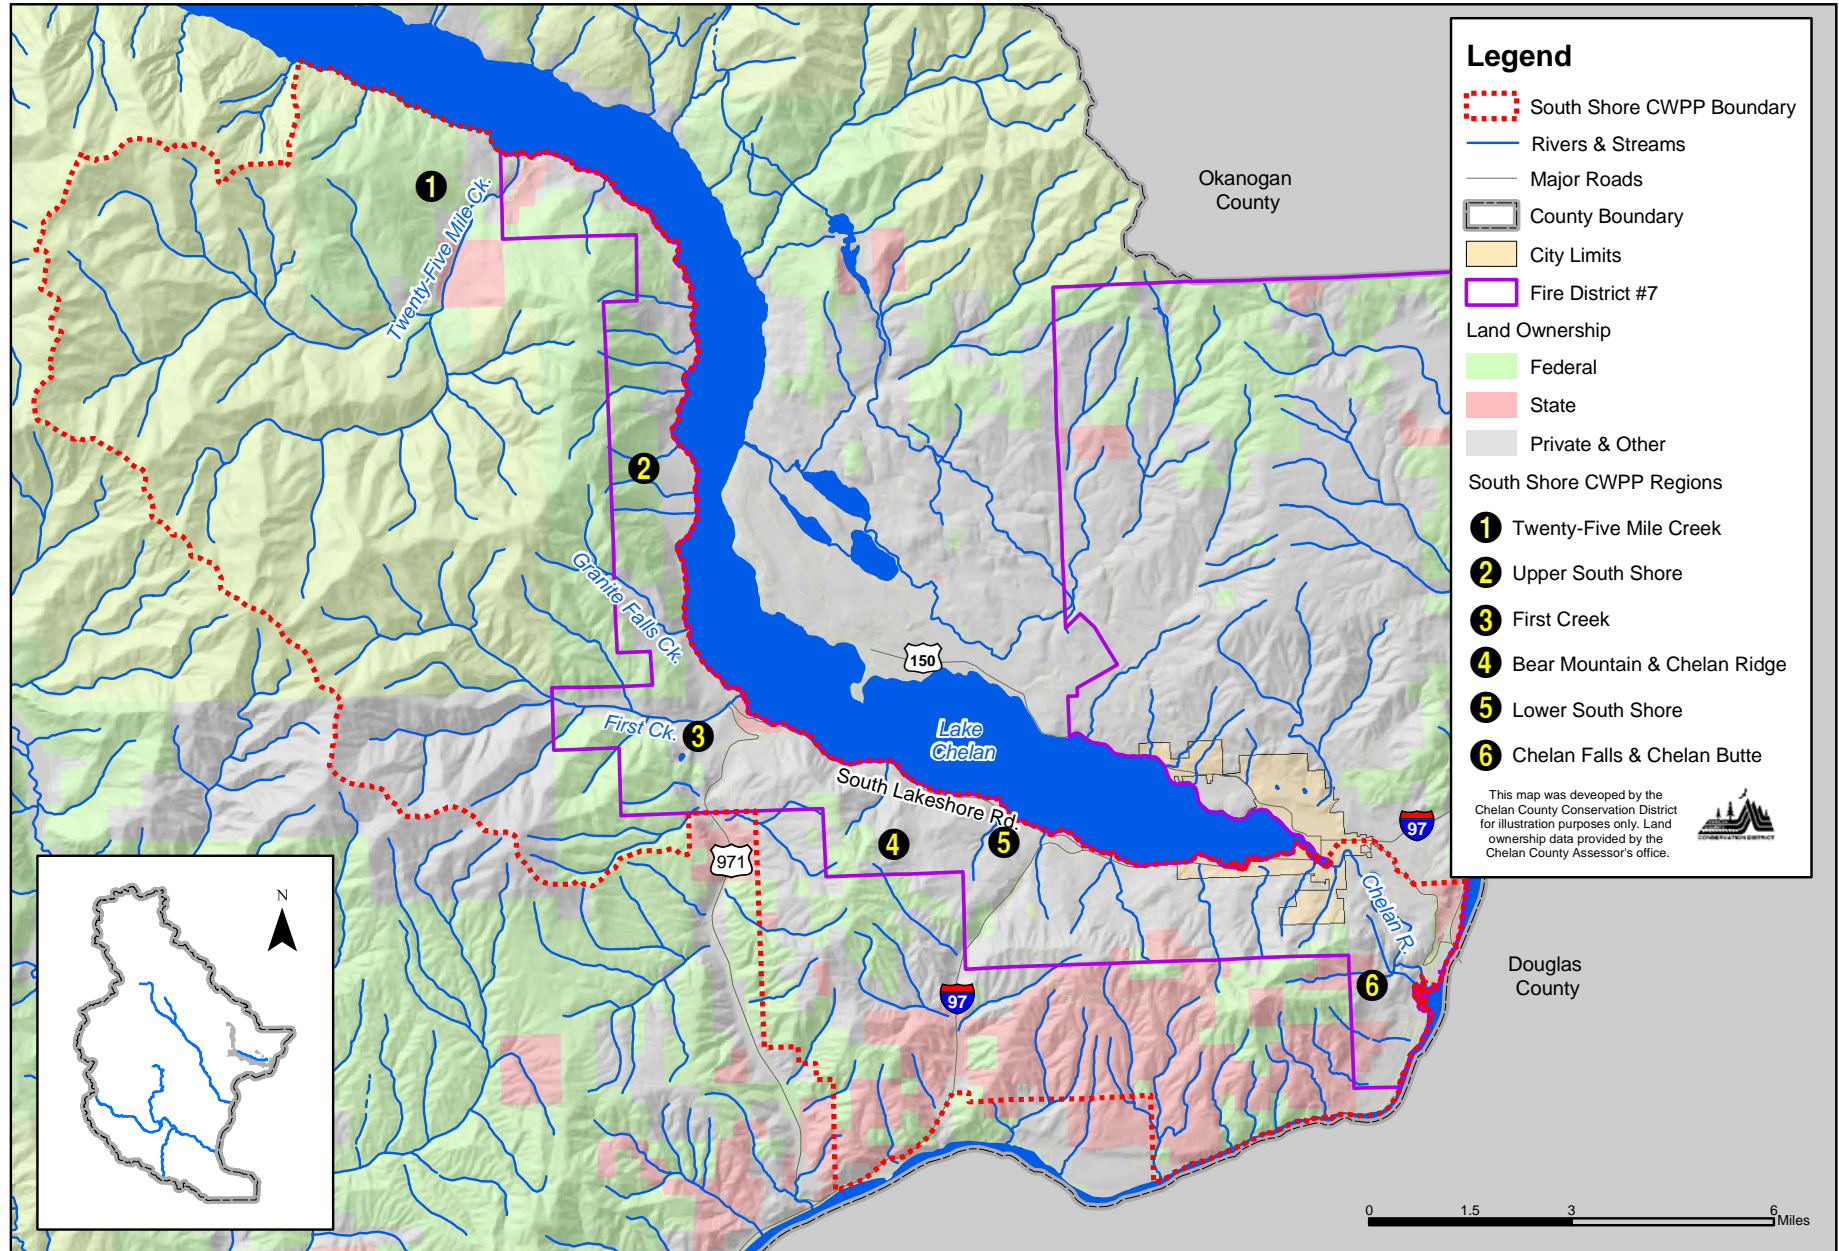 Legend
South Shore CWPP Boundary
Rivers & Streams
Major Roads
County Boundary
City Limits
Fire District #7
Land Ownership
Federal
State
Private & Other
South Shore CWPP Regions
1 Twenty-Five Mile Creek
2 Upper South Shore
3 First Creek
4 Bear Mountain & Chelan Ridge
5 Lower South Shore
6 Chelan Falls & Chelan Butte
This map was deveoped by the
Chelan County Conservation District
for illustration purposes only. Land
ownership data provided by the
Chelan County Assessor's office.
CONSERVATION DISTRICT
Okanogan
County
1
Twenty-Five Mile Ck.
2
Granite Falls Ck.
150
First Ck.
3
Lake
Chelan
South Lakeshore Rd.
4
5
97
971
Chelan R.
97
6
Douglas
County
N
0 1.5 3 6
Miles